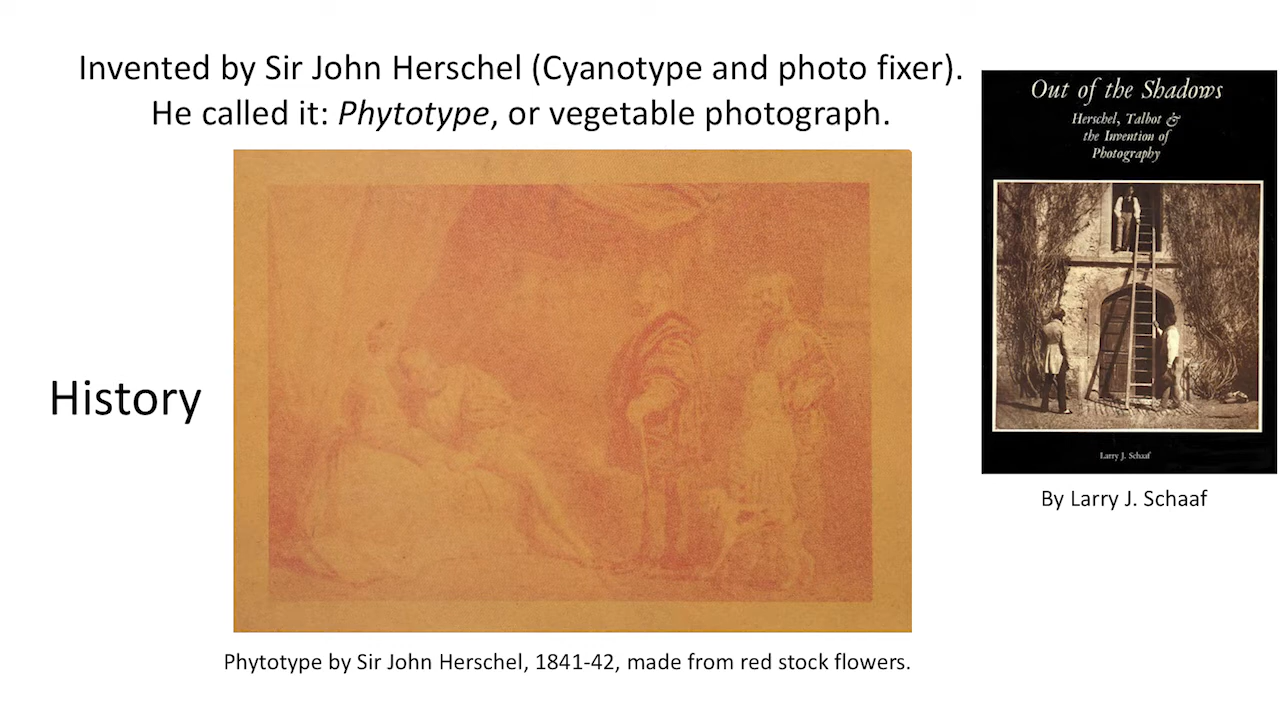 Invented by Sir John Herschel (Cyanotype and photo fixer).
He called it: Phytotype, or vegetable photograph.
Out of the Shadows
Herschel, Talbot &
the Invention of
Photography
Larry J. Schaaf
By Larry J. Schaaf
History
Phytotype by Sir John Herschel, 1841-42, made from red stock flowers.